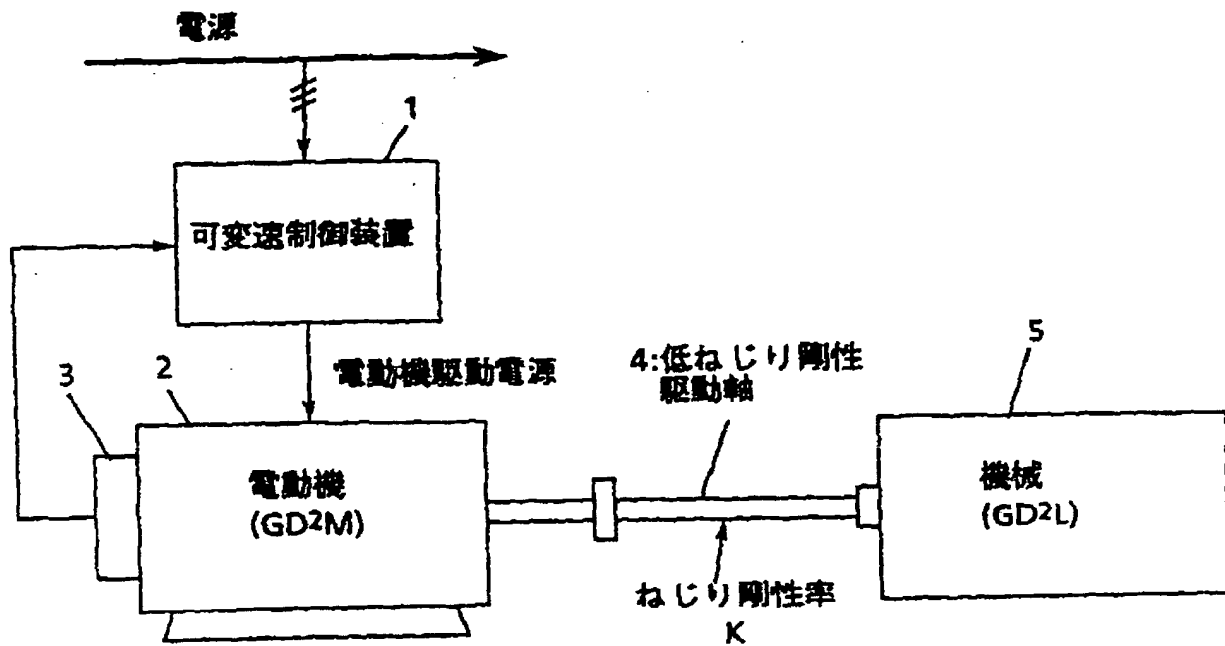 電源
1
可変速制御装置
電動機駆動電源
3
2
電動機
(GD2M)
4:低ねじり剛性
駆動軸
ねじり剛性率
K
5
機械
(GD2L)